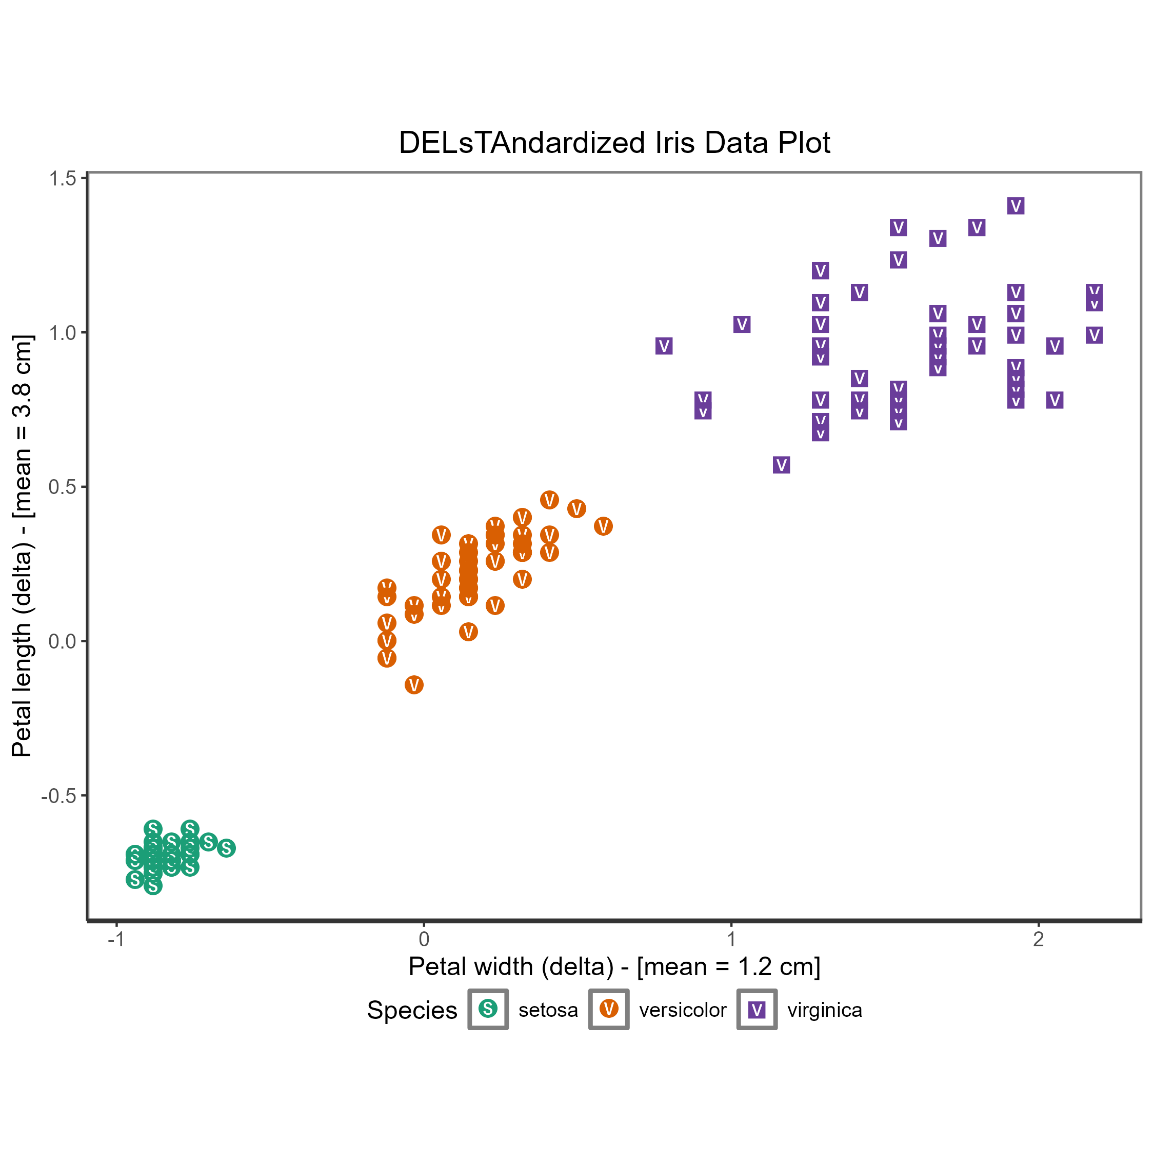 DELsTAndardized Iris Data Plot
Petal length (delta) - [mean = 3.8 cm]
1.5
1.0
0.5
0.0
-0.5
-1 0 1 2
Petal width (delta) - [mean = 1.2 cm]
Species S setosa V versicolor V virginica